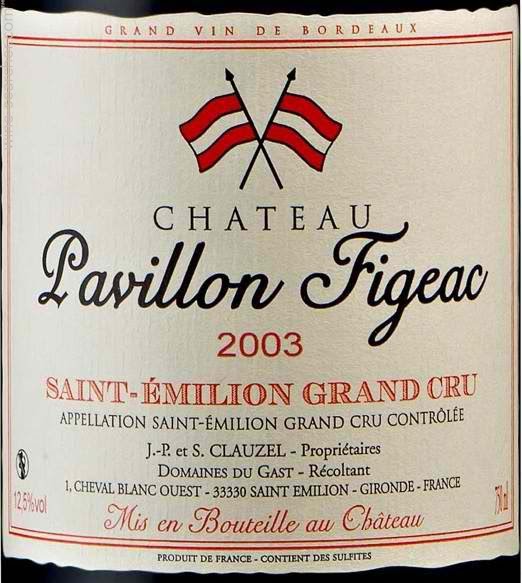 GRAND VIN DE BORDEAUX
CHATEAU
Pavillon Figeac
2003
SAINT-ÉMILION GRAND CRU
APPELLATION SAINT-ÉMILION GRAND CRU CONTRÔLÉE
J.-P. et S. CLAUZEL - Propriétaires
DOMAINES DU GAST - Récoltant
1, CHEVAL BLANC OUEST - 33330 SAINT EMILION - GIRONDE - FRANCE
12,5%vol
750 ml
Mis en Bouteille au Château
PRODUIT DE FRANCE - CONTIENT DES SULFITES